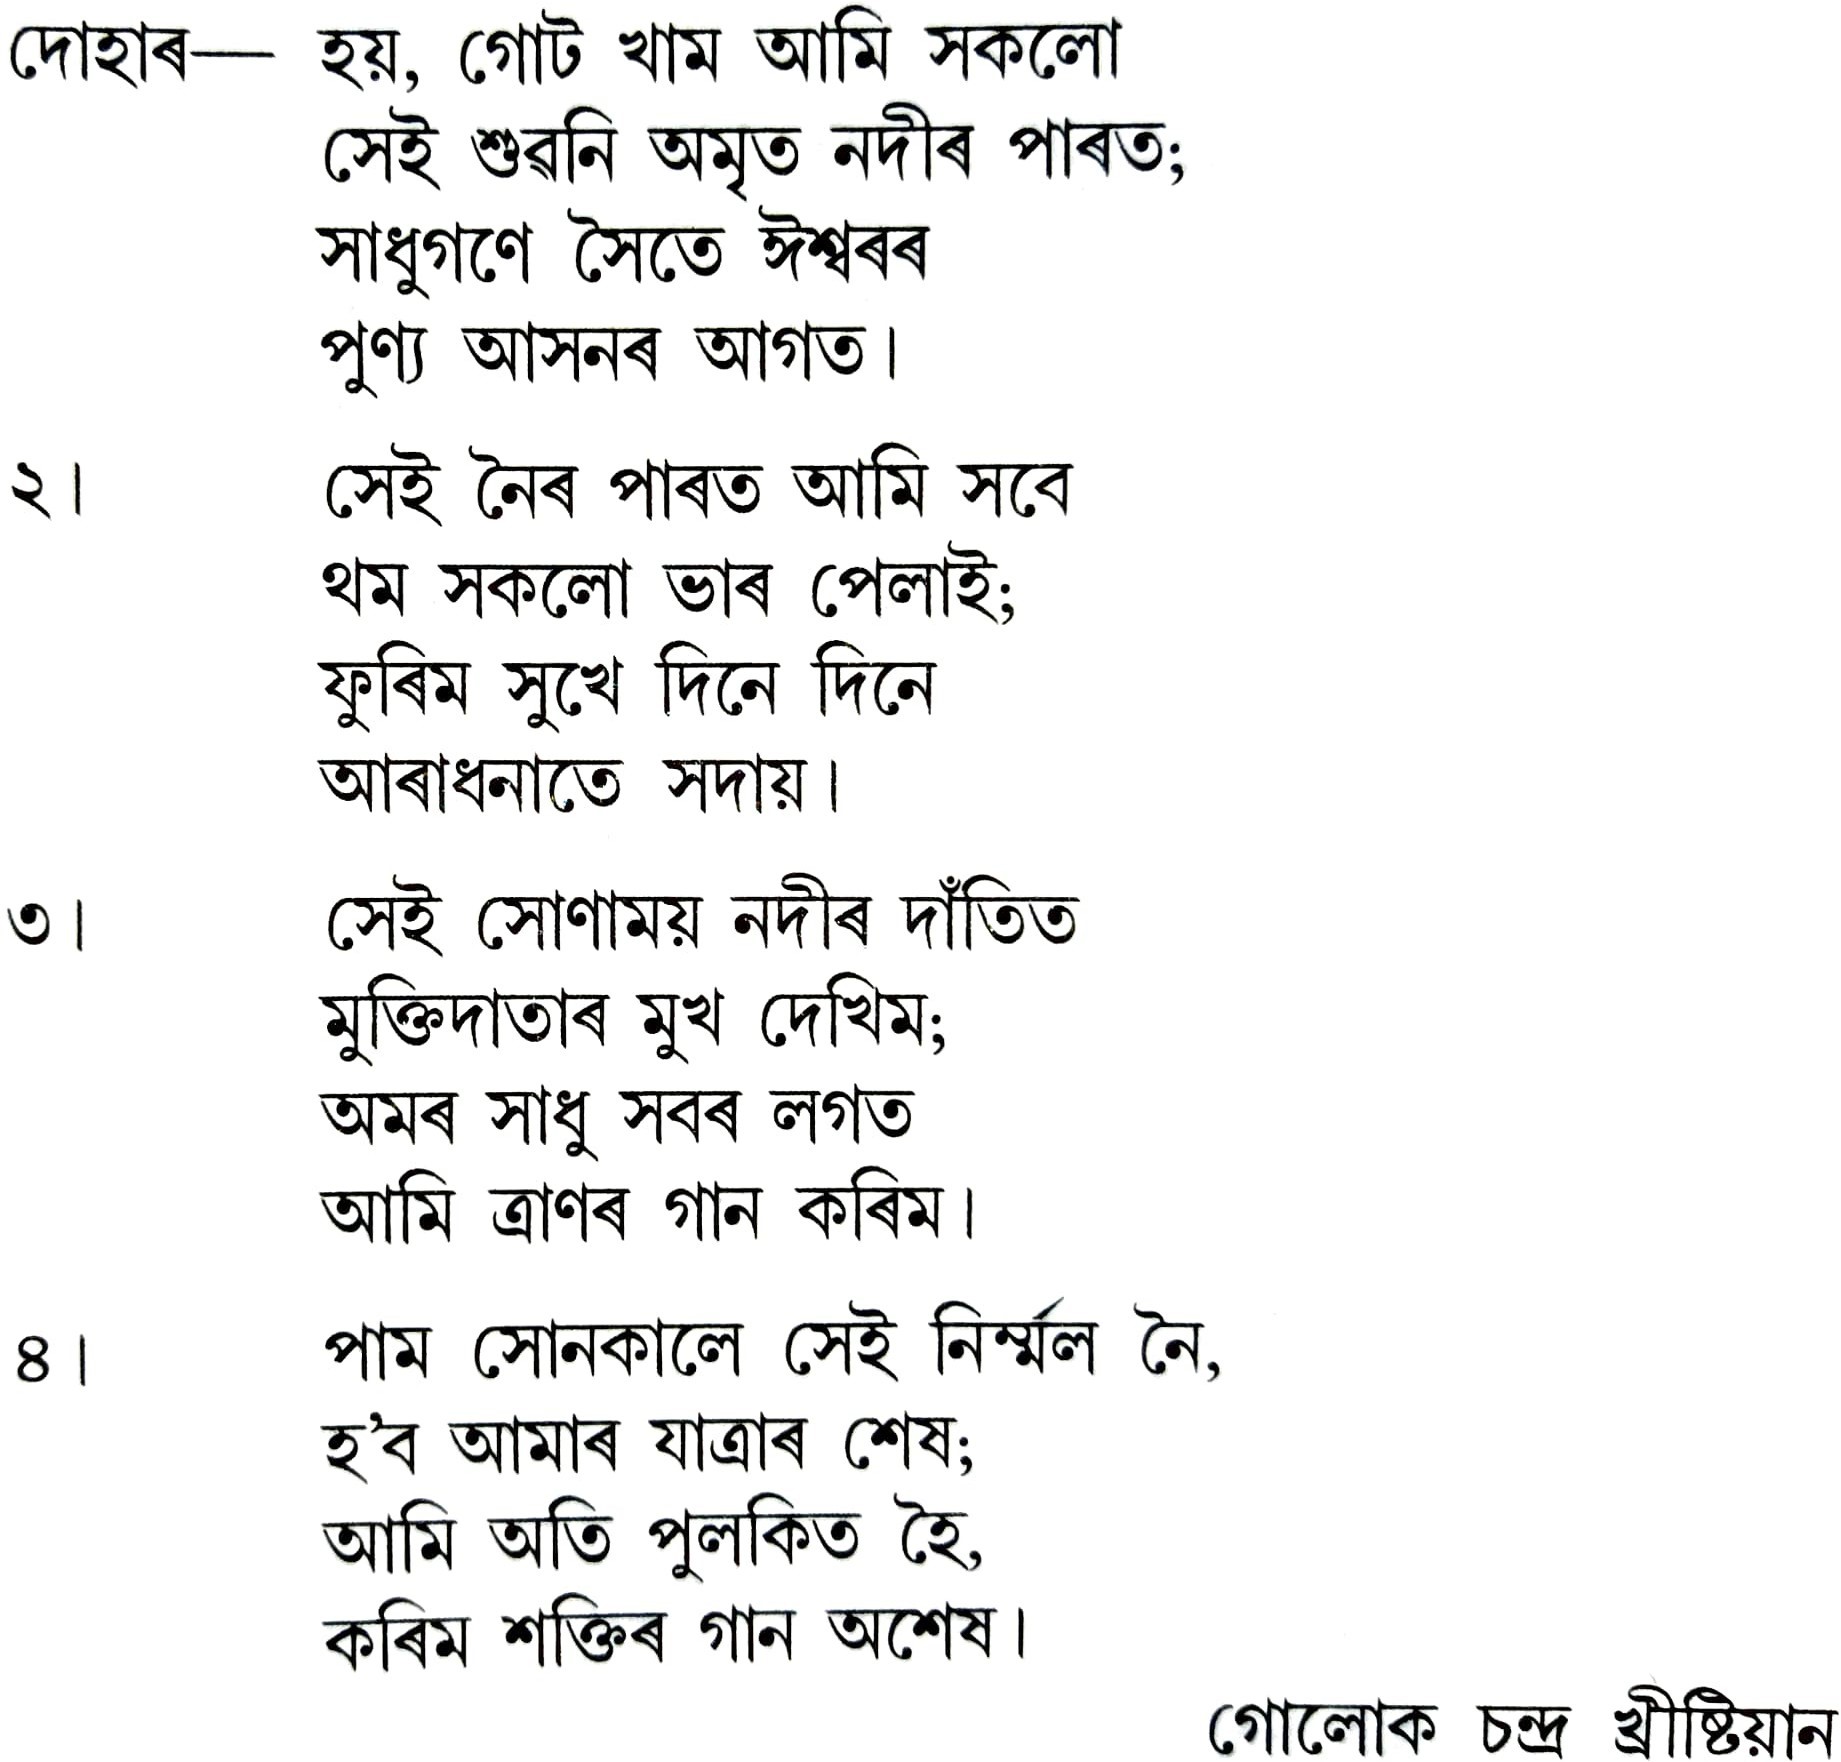 দোহাৰ— হয়, গোট খাম আমি সকলো
সেই শুৱনি অমৃত নদীৰ পাৰত;
সাধুগণে সৈতে ঈশ্বৰৰ
পুণ্য আসনৰ আগত।
২। সেই নৈৰ পাৰত আমি সবে
থম সকলো ভাৰ পেলাই;
ফুৰিম সুখে দিনে দিনে
আৰাধনাতে সদায়।
৩। সেই সোণাময় নদীৰ দাঁতিত
মুক্তিদাতাৰ মুখ দেখিম;
অমৰ সাধু সবৰ লগত
আমি ত্ৰাণৰ গান কৰিম।
৪। পাম সোনকালে সেই নিৰ্ম্মল নৈ,
হ'ব আমাৰ যাত্ৰাৰ শেষ;
আমি অতি পুলকিত হৈ,
কৰিম শক্তিৰ গান অশেষ।
গোলোক চন্দ্ৰ খ্ৰীষ্টিয়ান